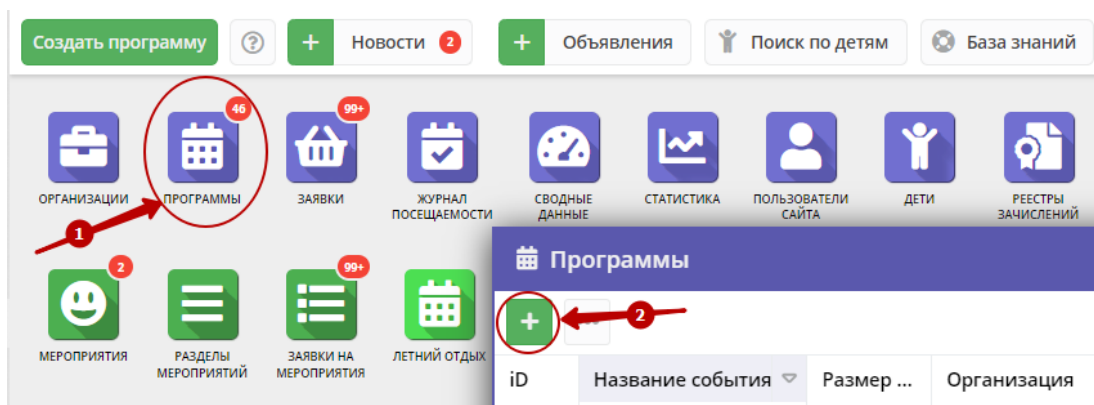 Создать программу ? + Новости 2 + Объявления Поиск по детям База знаний
46 99+
ОРГАНИЗАЦИИ ПРОГРАММЫ ЗАЯВКИ ЖУРНАЛ ПОСЕЩАЕМОСТИ СВОДНЫЕ ДАННЫЕ СТАТИСТИКА ПОЛЬЗОВАТЕЛИ САЙТА ДЕТИ РЕЕСТРЫ ЗАЧИСЛЕНИЙ
1
Программы
2 99+
+ 2
МЕРОПРИЯТИЯ РАЗДЕЛЫ МЕРОПРИЯТИЙ ЗАЯВКИ НА МЕРОПРИЯТИЯ ЛЕТНИЙ ОТДЫХ
iD Название события Размер ... Организация